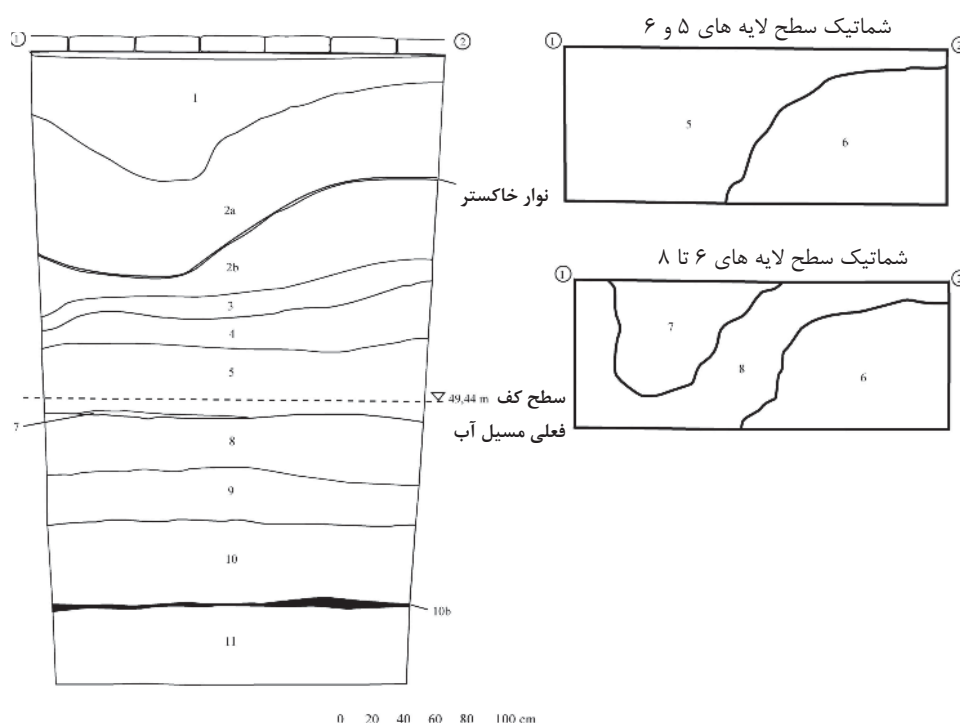 شماتیک سطح لایه های ۵ و ۶
① ②
① ②
1
5
6
2a
نوار خاکستر
2b
شماتیک سطح لایه های ۶ تا ۸
① ②
3
7
4
8
6
5
49,44 m سطح کف
فعلی مسیل آب
7
8
9
10
10b
11
0 20 40 60 80 100 cm